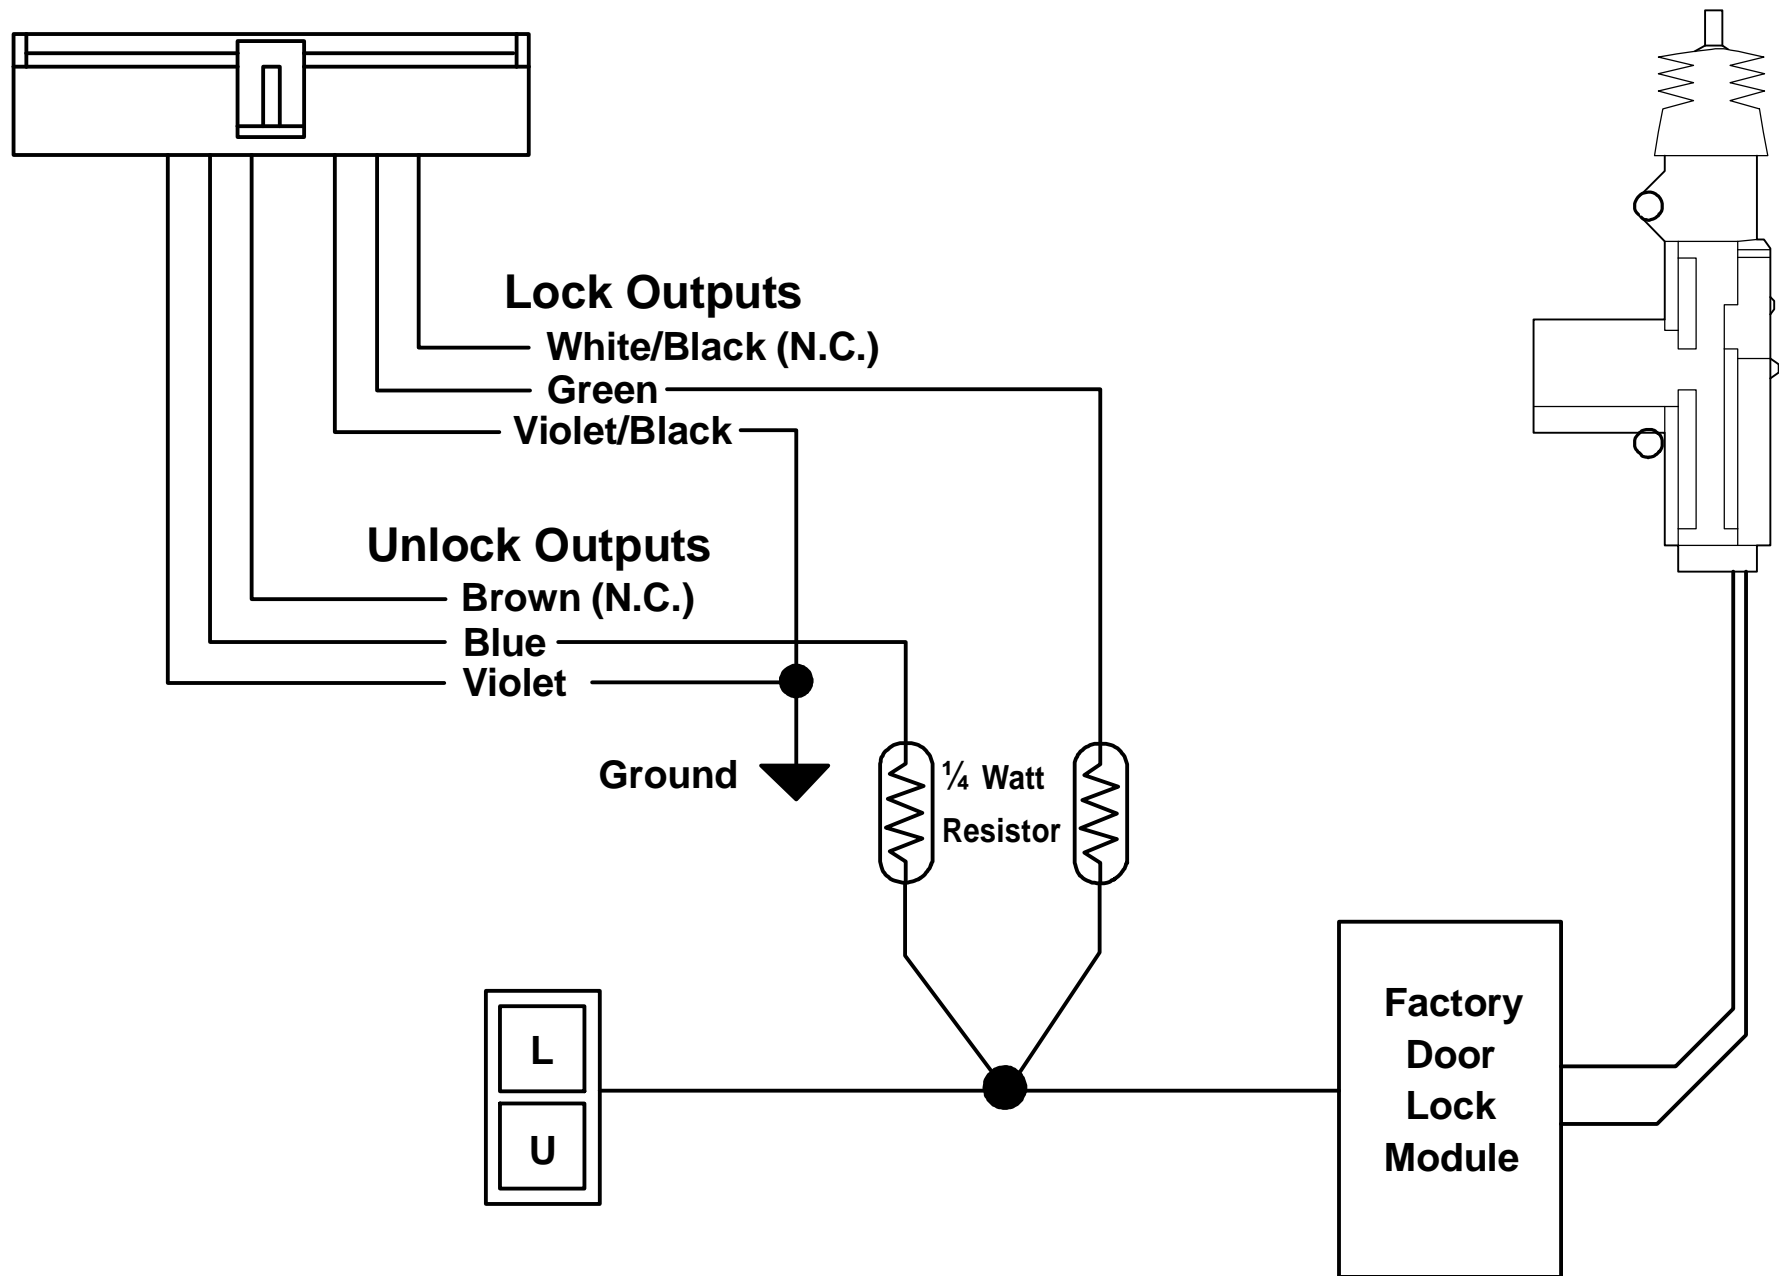 Lock Outputs
White/Black (N.C.)
Green
Violet/Black
Unlock Outputs
Brown (N.C.)
Blue
Violet
Ground
¼ Watt
Resistor
L
U
Factory
Door
Lock
Module